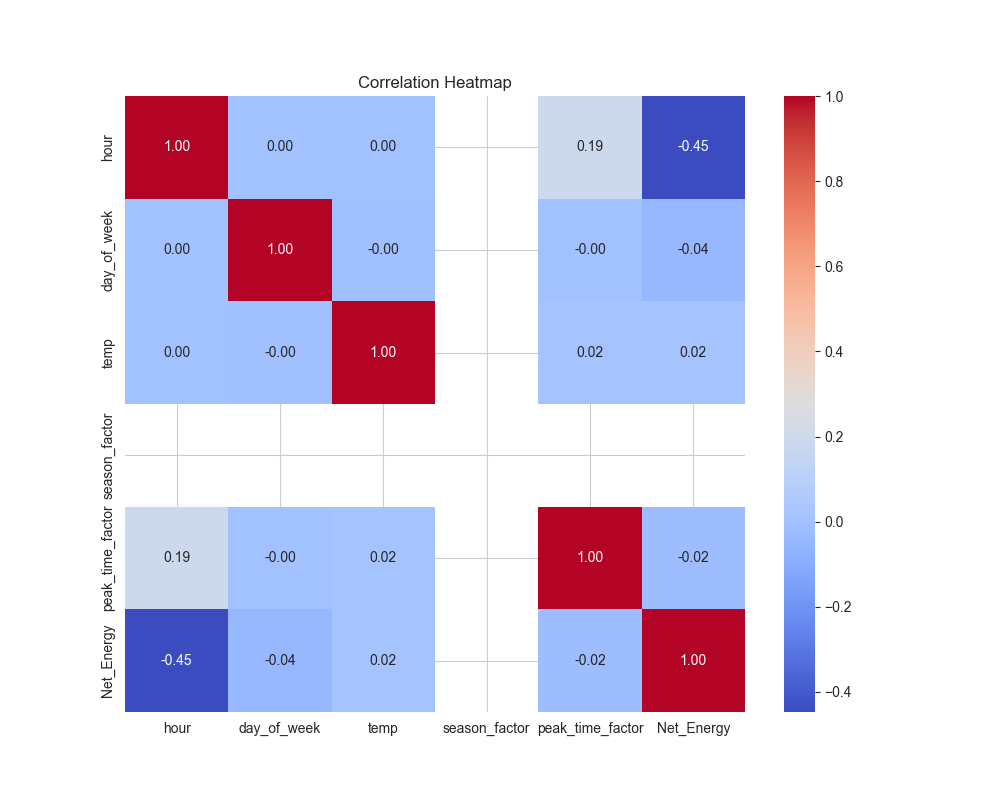 Correlation Heatmap
hour 1.00 0.00 0.00 0.19 -0.45
day_of_week 0.00 1.00 -0.00 -0.00 -0.04
temp 0.00 -0.00 1.00 0.02 0.02
season_factor
peak_time_factor 0.19 -0.00 0.02 1.00 -0.02
Net_Energy -0.45 -0.04 0.02 -0.02 1.00
hour day_of_week temp season_factor peak_time_factor Net_Energy
1.0
0.8
0.6
0.4
0.2
0.0
-0.2
-0.4